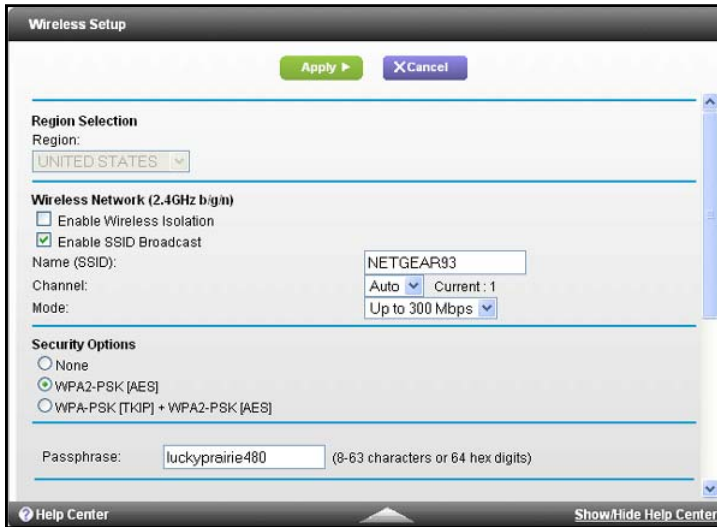 Wireless Setup
Apply
Cancel
Region Selection
Region:
UNITED STATES
Wireless Network (2.4GHz b/g/n)
Enable Wireless Isolation
Enable SSID Broadcast
Name (SSID): NETGEAR93
Channel: Auto Current : 1
Mode: Up to 300 Mbps
Security Options
None
WPA2-PSK [AES]
WPA-PSK [TKIP] + WPA2-PSK [AES]
Passphrase: luckyprairie480 (8-63 characters or 64 hex digits)
Help Center Show/Hide Help Center